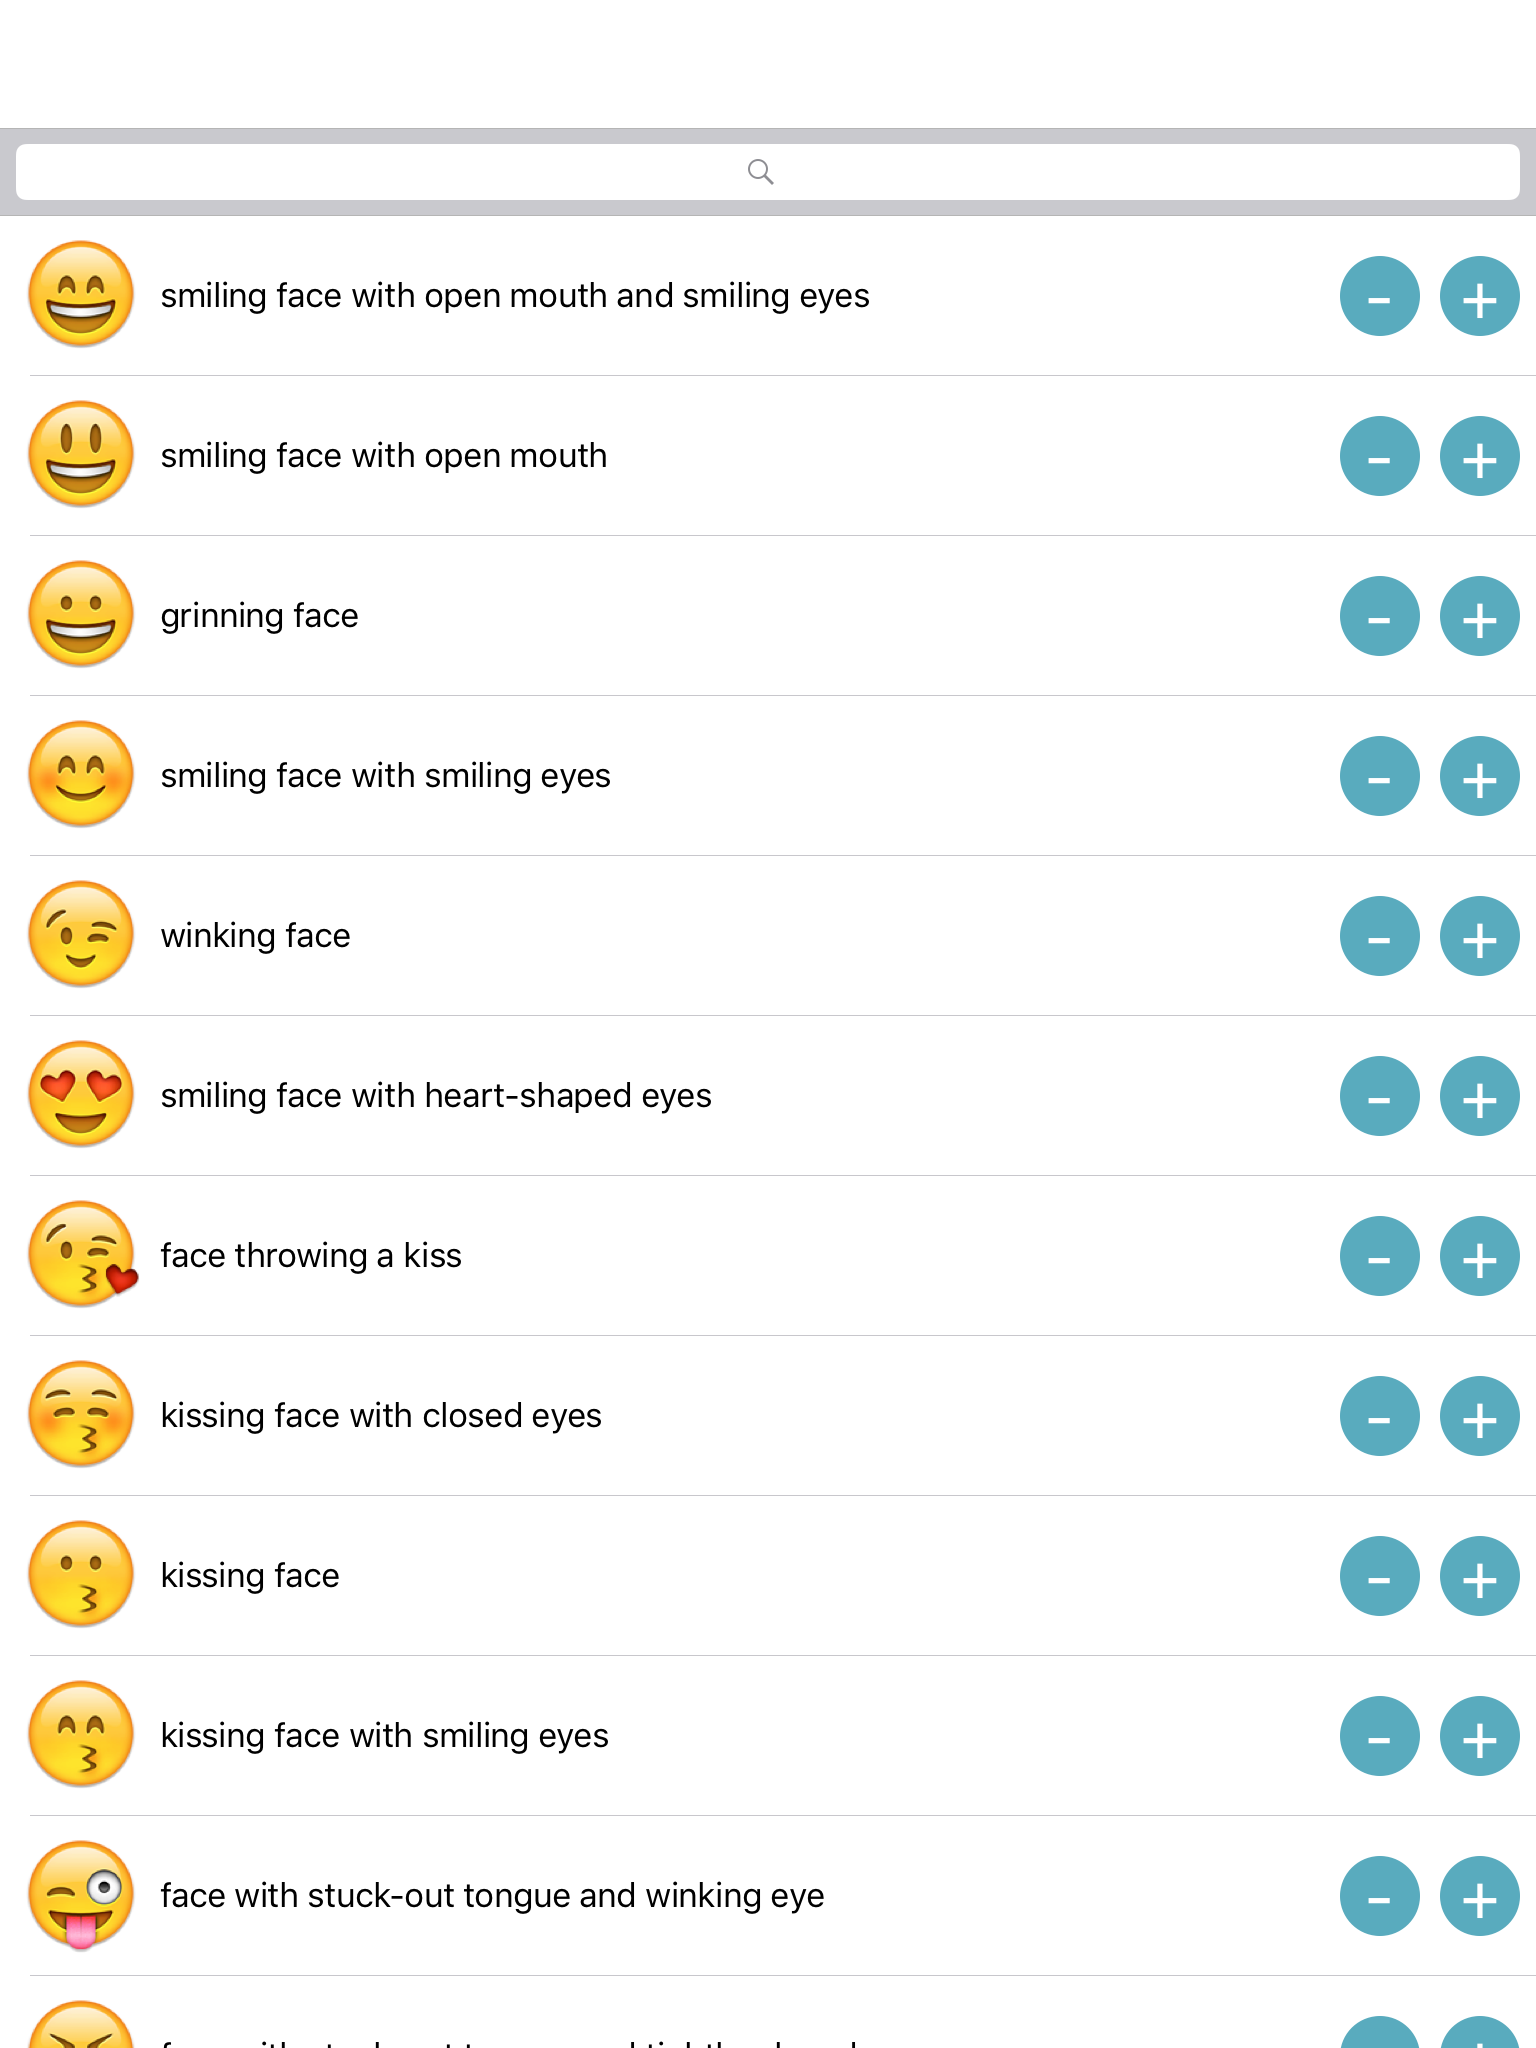 smiling face with open mouth and smiling eyes
- +
smiling face with open mouth
- +
grinning face
- +
smiling face with smiling eyes
- +
winking face
- +
smiling face with heart-shaped eyes
- +
face throwing a kiss
- +
kissing face with closed eyes
- +
kissing face
- +
kissing face with smiling eyes
- +
face with stuck-out tongue and winking eye
- +